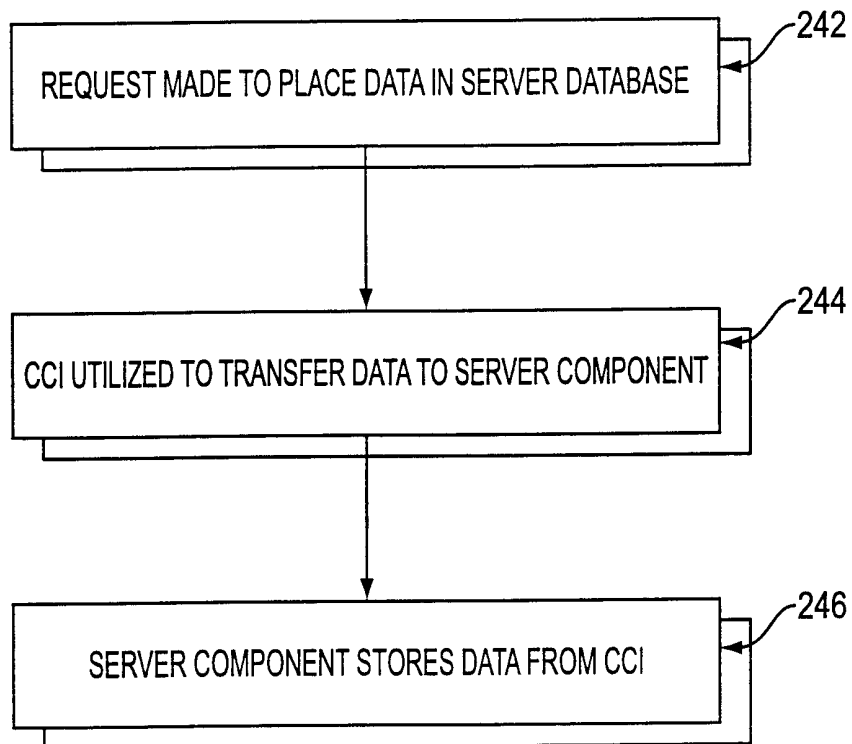 242
REQUEST MADE TO PLACE DATA IN SERVER DATABASE
244
CCI UTILIZED TO TRANSFER DATA TO SERVER COMPONENT
246
SERVER COMPONENT STORES DATA FROM CCI